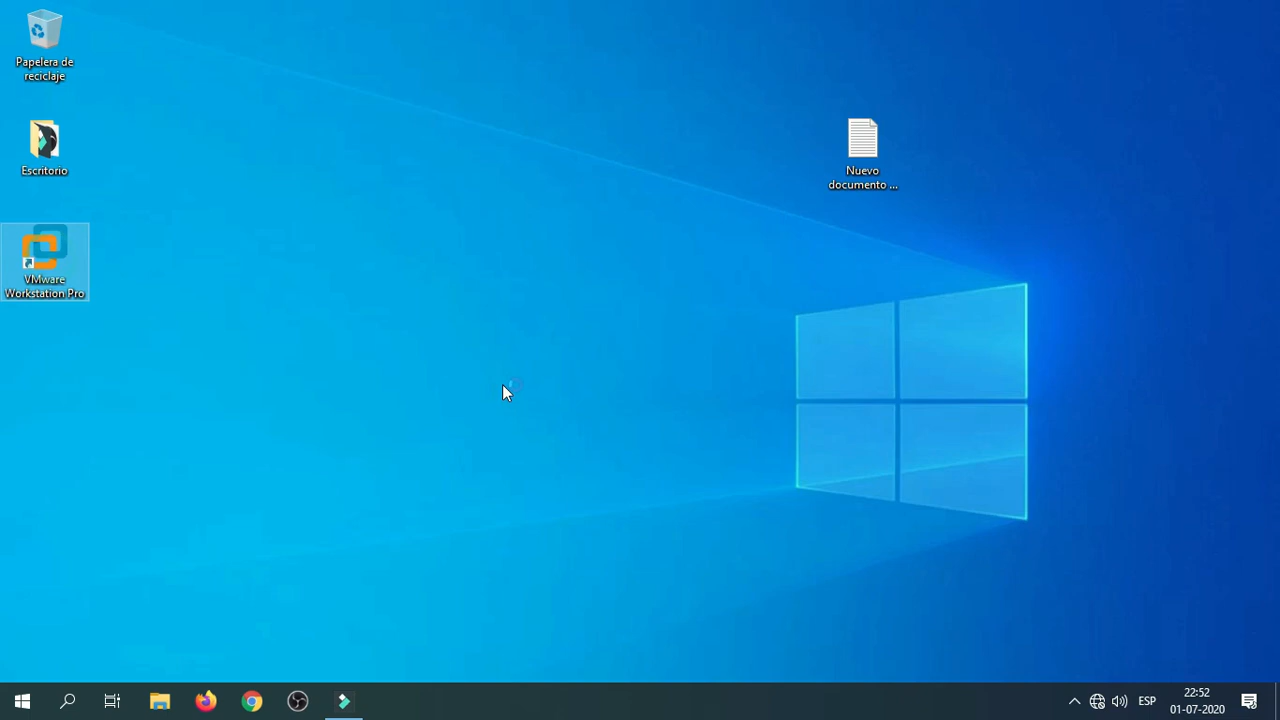 Papelera de
reciclaje
Escritorio
VMware
Workstation Pro
Nuevo
documento ...
ESP
22:52
01-07-2020